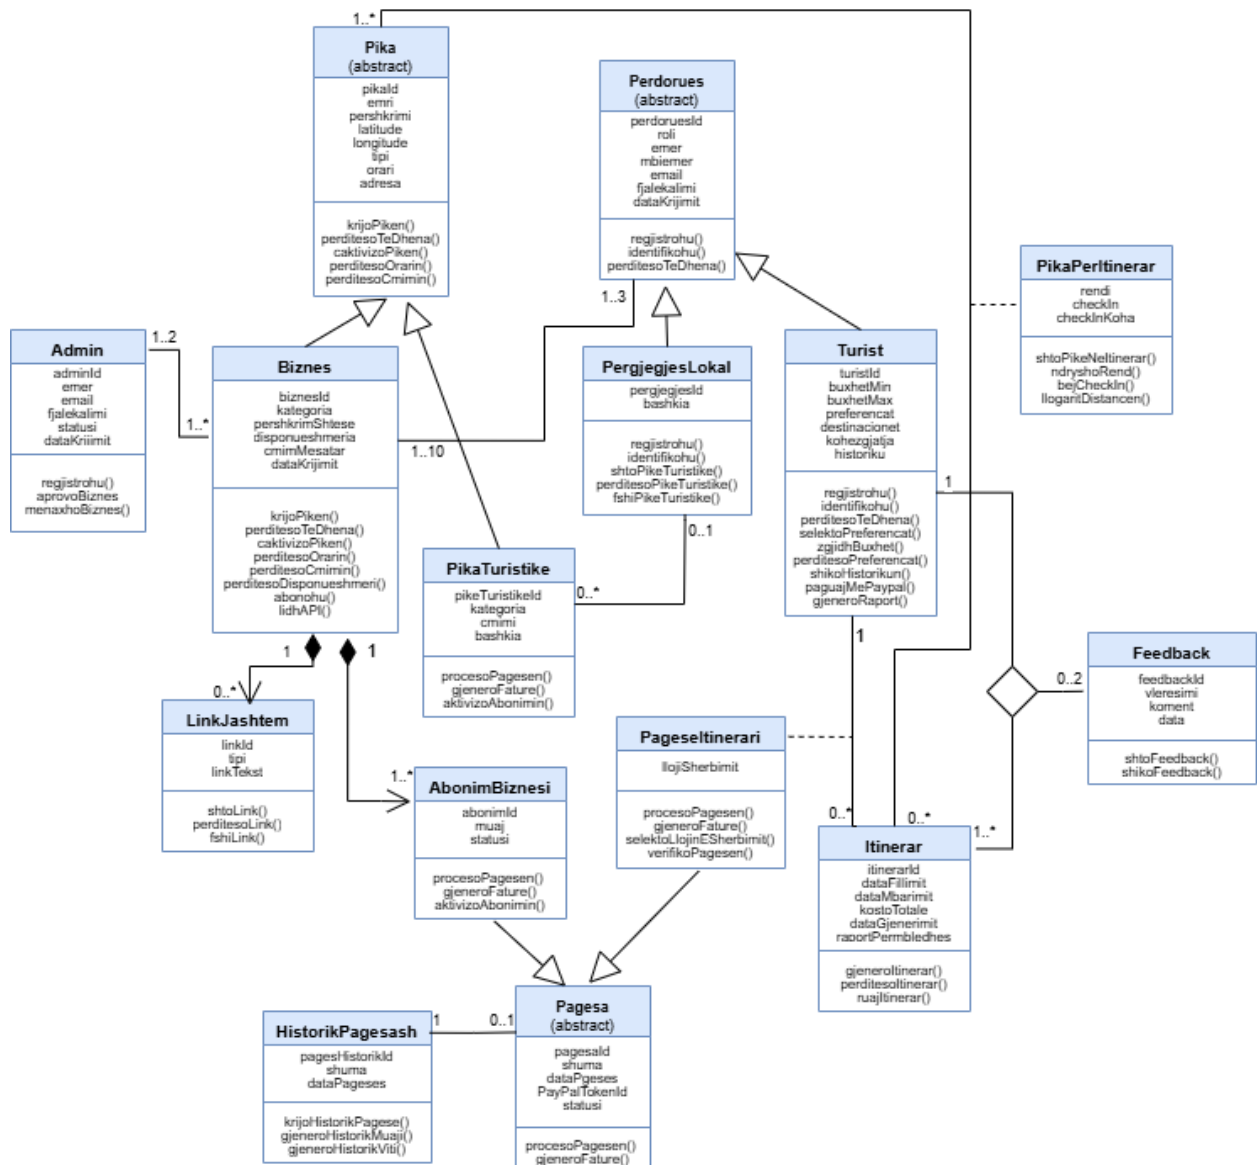 1..*
Pika
(abstract)
pikaId
emri
pershkrimi
latitude
longitude
tipi
orari
adresa
krijoPiken()
perditesoTeDhena()
caktivizoPiken()
perditesoOrarin()
perditesoCmimin()
Perdorues
(abstract)
perdoruesId
roli
emer
mbiemer
email
fjalekalimi
dataKrijimit
regjistrohu()
identifikohu()
perditesoTeDhena()
1..3
PikaPerItinerar
rendi
checkIn
checkInKoha
shtoPikeNeItinerar()
ndryshoRend()
bejCheckIn()
llogaritDistancen()
Admin
adminId
emer
email
fjalekalimi
statusi
dataKriiimit
regjistrohu()
aprovoBiznes
menaxhoBiznes()
1..2
1..*
Biznes
biznesId
kategoria
pershkrimShtese
disponueshmeria
cmimMesatar
dataKrijimit
krijoPiken()
perditesoTeDhena()
caktivizoPiken()
perditesoOrarin()
perditesoCmimin()
perditesoDisponueshmeri()
abonohu()
lidhAPI()
1..10
PergjegjesLokal
pergjegjesId
bashkia
regjistrohu()
identifikohu()
shtoPikeTuristike()
perditesoPikeTuristike()
fshiPikeTuristike()
0..1
Turist
turistId
buxhetMin
buxhetMax
preferencat
destinacionet
kohezgjatja
historiku
regjistrohu()
identifikohu()
perditesoTeDhena()
selektoPreferencat()
zgjidhBuxhet()
perditesoPreferencat()
shikoHistorikun()
paguajMePaypal()
gjeneroRaport()
1
1
PikaTuristike
pikeTuristikeId
kategoria
cmimi
bashkia
procesoPagesen()
gjeneroFature()
aktivizoAbonimin()
0..*
1
1
0..*
LinkJashtem
linkId
tipi
linkTekst
shtoLink()
perditesoLink()
fshiLink()
1..*
AbonimBiznesi
abonimId
muaj
statusi
procesoPagesen()
gjeneroFature()
aktivizoAbonimin()
PageseItinerari
llojiSherbimit
procesoPagesen()
gjeneroFature()
selektoLlojinESherbimit()
verifikoPagesen()
0..2
Feedback
feedbackId
vleresimi
koment
data
shtoFeedback()
shikoFeedback()
0..*
0..*
1..*
Itinerar
itinerarId
dataFillimit
dataMbarimit
kostoTotale
dataGjenerimit
raportPermbledhes
gjeneroItinerar()
perditesoItinerar()
ruajItinerar()
HistorikPagesash
pagesHistorikId
shuma
dataPageses
krijoHistorikPagese()
gjeneroHistorikMuaji()
gjeneroHistorikViti()
1
0..1
Pagesa
(abstract)
pagesaId
shuma
dataPgeses
PayPalTokenId
statusi
procesoPagesen()
gjeneroFature()